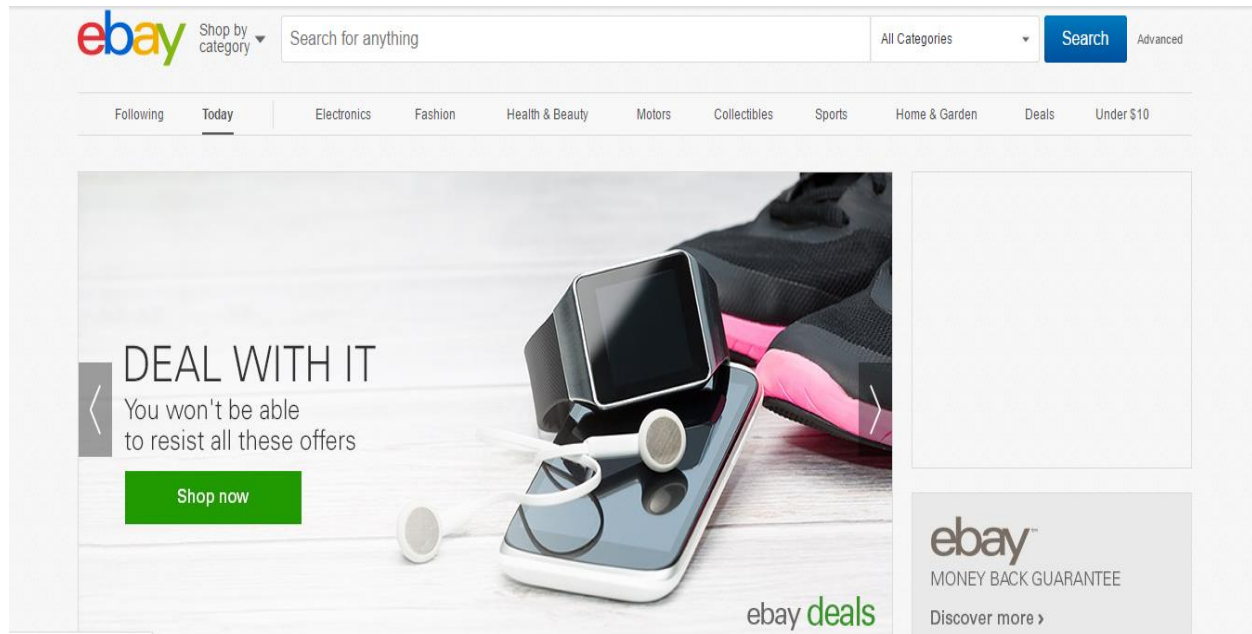 ebay
Shop by
category
Search for anything
All Categories
Search
Advanced
Following
Today
Electronics
Fashion
Health & Beauty
Motors
Collectibles
Sports
Home & Garden
Deals
Under $10
DEAL WITH IT
You won't be able
to resist all these offers
Shop now
ebay deals
ebay
MONEY BACK GUARANTEE
Discover more ›